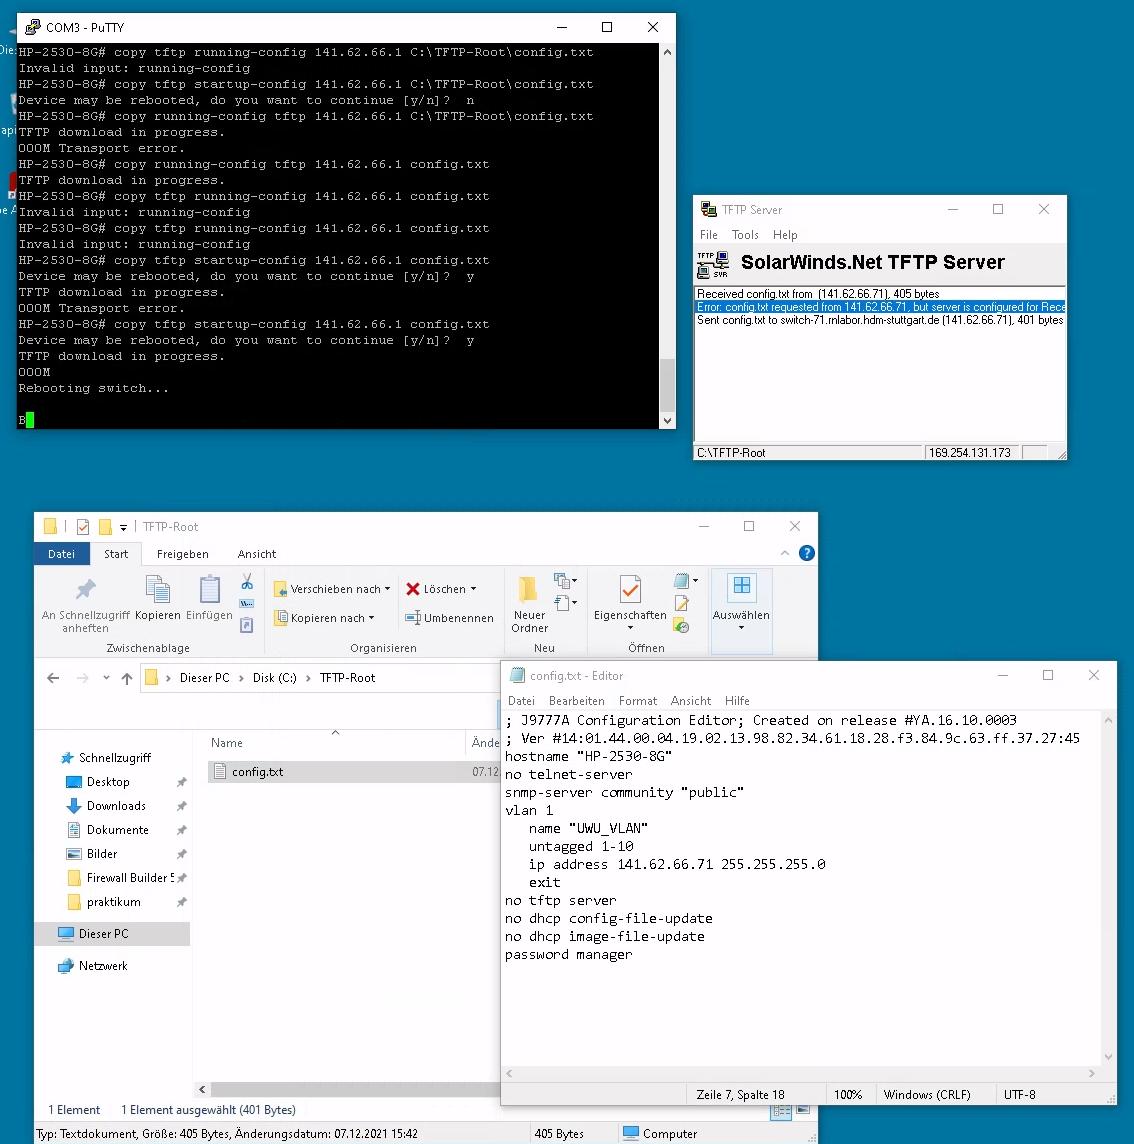 COM3 - PuTTY
HP-2530-8G# copy tftp running-config 141.62.66.1 C:\TFTP-Root\config.txt
Invalid input: running-config
HP-2530-8G# copy tftp startup-config 141.62.66.1 C:\TFTP-Root\config.txt
Device may be rebooted, do you want to continue [y/n]?  n
HP-2530-8G# copy running-config tftp 141.62.66.1 C:\TFTP-Root\config.txt
TFTP download in progress.
000M Transport error.
HP-2530-8G# copy running-config tftp 141.62.66.1 config.txt
TFTP download in progress.
HP-2530-8G# copy tftp running-config 141.62.66.1 config.txt
Invalid input: running-config
HP-2530-8G# copy tftp running-config 141.62.66.1 config.txt
Invalid input: running-config
HP-2530-8G# copy tftp startup-config 141.62.66.1 config.txt
Device may be rebooted, do you want to continue [y/n]?  y
TFTP download in progress.
000M Transport error.
HP-2530-8G# copy tftp startup-config 141.62.66.1 config.txt
Device may be rebooted, do you want to continue [y/n]?  y
TFTP download in progress.
000M
Rebooting switch...
B
TFTP Server
File Tools Help
TFTP SVR
SolarWinds.Net TFTP Server
Received config.txt from (141.62.66.71), 405 bytes
Error: config.txt requested from 141.62.66.71, but server is configured for Rece
Sent config.txt to switch-71.rnlabor.hdm-stuttgart.de (141.62.66.71), 401 bytes
C:\TFTP-Root 169.254.131.173
TFTP-Root
Datei Start Freigeben Ansicht
An Schnellzugriff anheften
Kopieren
Einfügen
Zwischenablage
Verschieben nach
Kopieren nach
Löschen
Umbenennen
Organisieren
Neuer Ordner
Neu
Eigenschaften
Öffnen
Auswählen
Dieser PC Disk (C:) TFTP-Root
Name Ände
config.txt 07.12.
Schnellzugriff
Desktop
Downloads
Dokumente
Bilder
Firewall Builder 5
praktikum
Dieser PC
Netzwerk
1 Element 1 Element ausgewählt (401 Bytes)
Typ: Textdokument, Größe: 405 Bytes, Änderungsdatum: 07.12.2021 15:42 405 Bytes Computer
config.txt - Editor
Datei Bearbeiten Format Ansicht Hilfe
; J9777A Configuration Editor; Created on release #YA.16.10.0003
; Ver #14:01.44.00.04.19.02.13.98.82.34.61.18.28.f3.84.9c.63.ff.37.27:45
hostname "HP-2530-8G"
no telnet-server
snmp-server community "public"
vlan 1
name "UWU_VLAN"
untagged 1-10
ip address 141.62.66.71 255.255.255.0
exit
no tftp server
no dhcp config-file-update
no dhcp image-file-update
password manager
Zeile 7, Spalte 18 100% Windows (CRLF) UTF-8